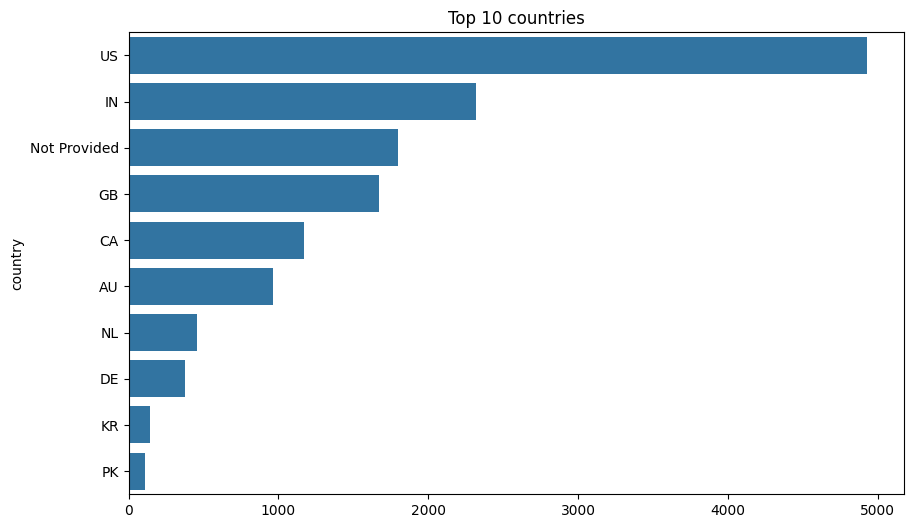 Top 10 countries
country
US
IN
Not Provided
GB
CA
AU
NL
DE
KR
PK
0 1000 2000 3000 4000 5000